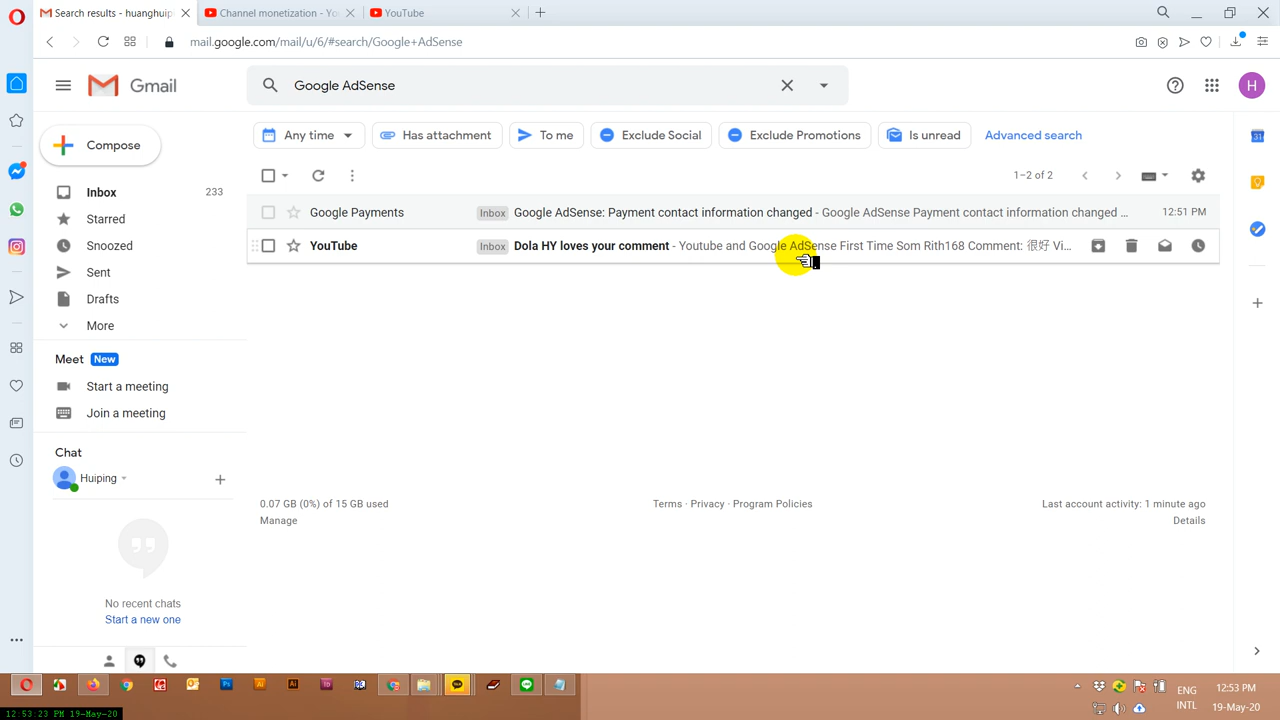 Search results - huanghuip
Channel monetization - Yo
YouTube
mail.google.com/mail/u/6/#search/Google+AdSense
Gmail
Google AdSense
H
Compose
Any time
Has attachment
To me
Exclude Social
Exclude Promotions
Is unread
Advanced search
1–2 of 2
Inbox 233
Starred
Snoozed
Sent
Drafts
More
Google Payments Inbox Google AdSense: Payment contact information changed - Google AdSense Payment contact information changed ... 12:51 PM
YouTube Inbox Dola HY loves your comment - Youtube and Google AdSense First Time Som Rith168 Comment: 很好 Vi...
Meet New
Start a meeting
Join a meeting
Chat
Huiping
No recent chats
Start a new one
0.07 GB (0%) of 15 GB used
Manage
Terms · Privacy · Program Policies
Last account activity: 1 minute ago
Details
31
ENG
INTL
12:53 PM
19-May-20
12:53:23 PM 19-May-20